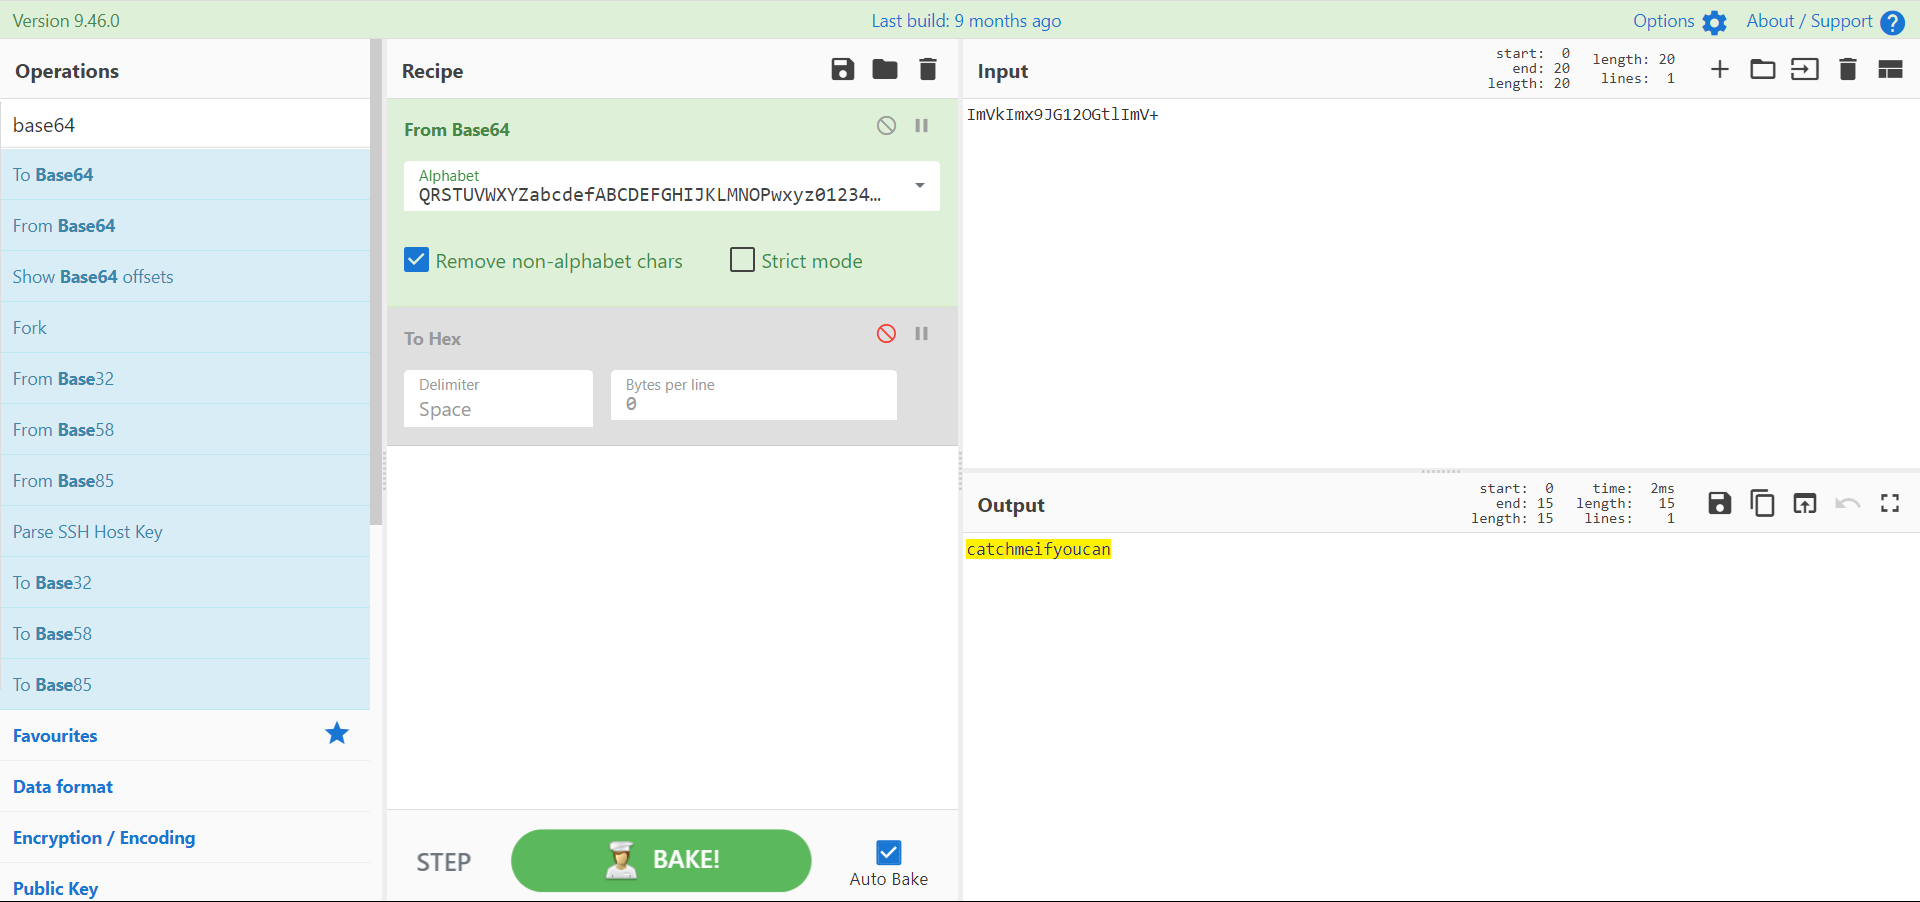 Version 9.46.0
Last build: 9 months ago
Options
About / Support
Operations
base64
To Base64
From Base64
Show Base64 offsets
Fork
From Base32
From Base58
From Base85
Parse SSH Host Key
To Base32
To Base58
To Base85
Favourites
Data format
Encryption / Encoding
Public Key
Recipe
From Base64
Alphabet
QRSTUVWXYZabcdefABCDEFGHIJKLMNOPwxyz01234…
Remove non-alphabet chars
Strict mode
To Hex
Delimiter
Space
Bytes per line
0
STEP
BAKE!
Auto Bake
Input
start: 0
end: 20
length: 20
length: 20
lines: 1
ImVkImx9JG12OGtlImV+
Output
start: 0
end: 15
length: 15
time: 2ms
length: 15
lines: 1
catchmeifyoucan